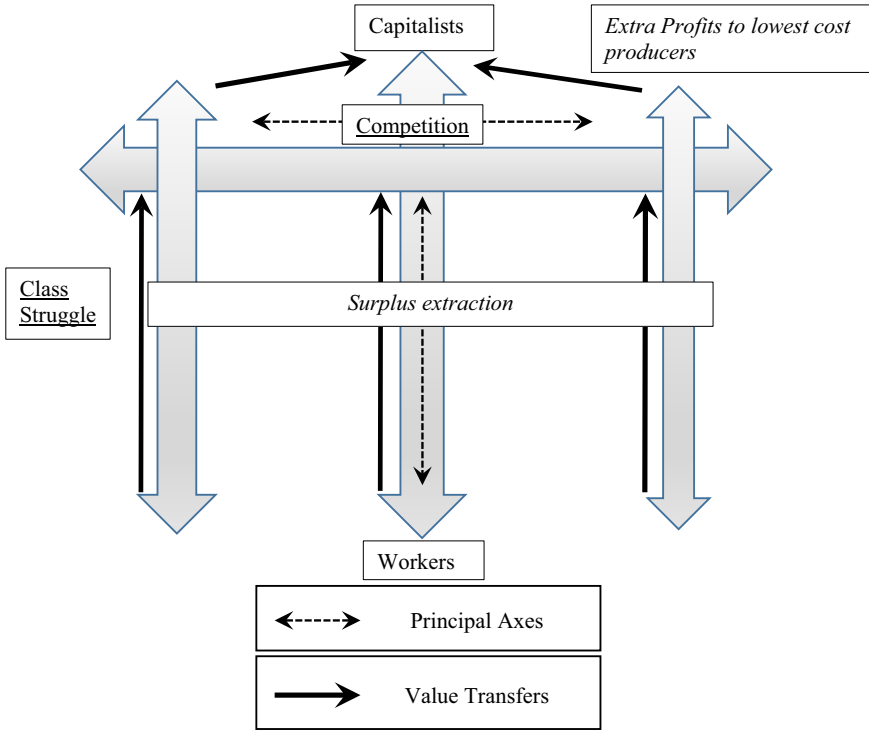 Capitalists
Extra Profits to lowest cost
producers
Competition
Class
Struggle
Surplus extraction
Workers
Principal Axes
Value Transfers